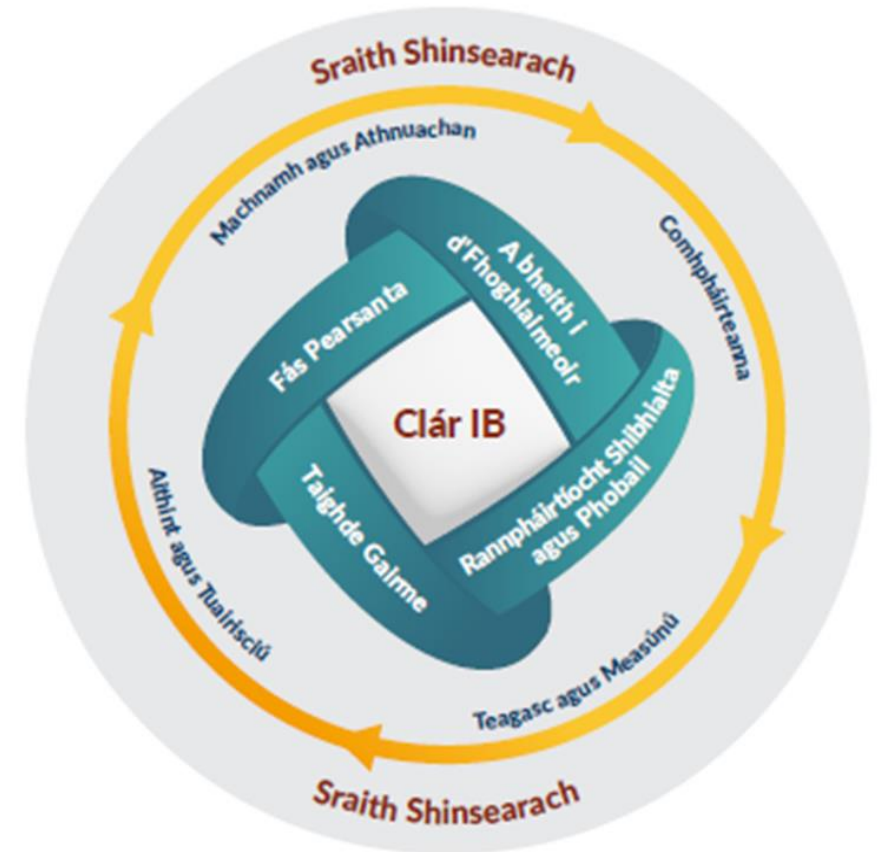 Sraith Shinsearach
Machnamh agus Athnuachan
Comhpháirteanna
A bheith i
d'Fhoghlaimeoir
Fás Pearsanta
Clár IB
Rannpháirtíocht Shibhialta
agus Phobail
Taighde Gairme
Aithint agus Tuairisciú
Teagasc agus Measúnú
Sraith Shinsearach